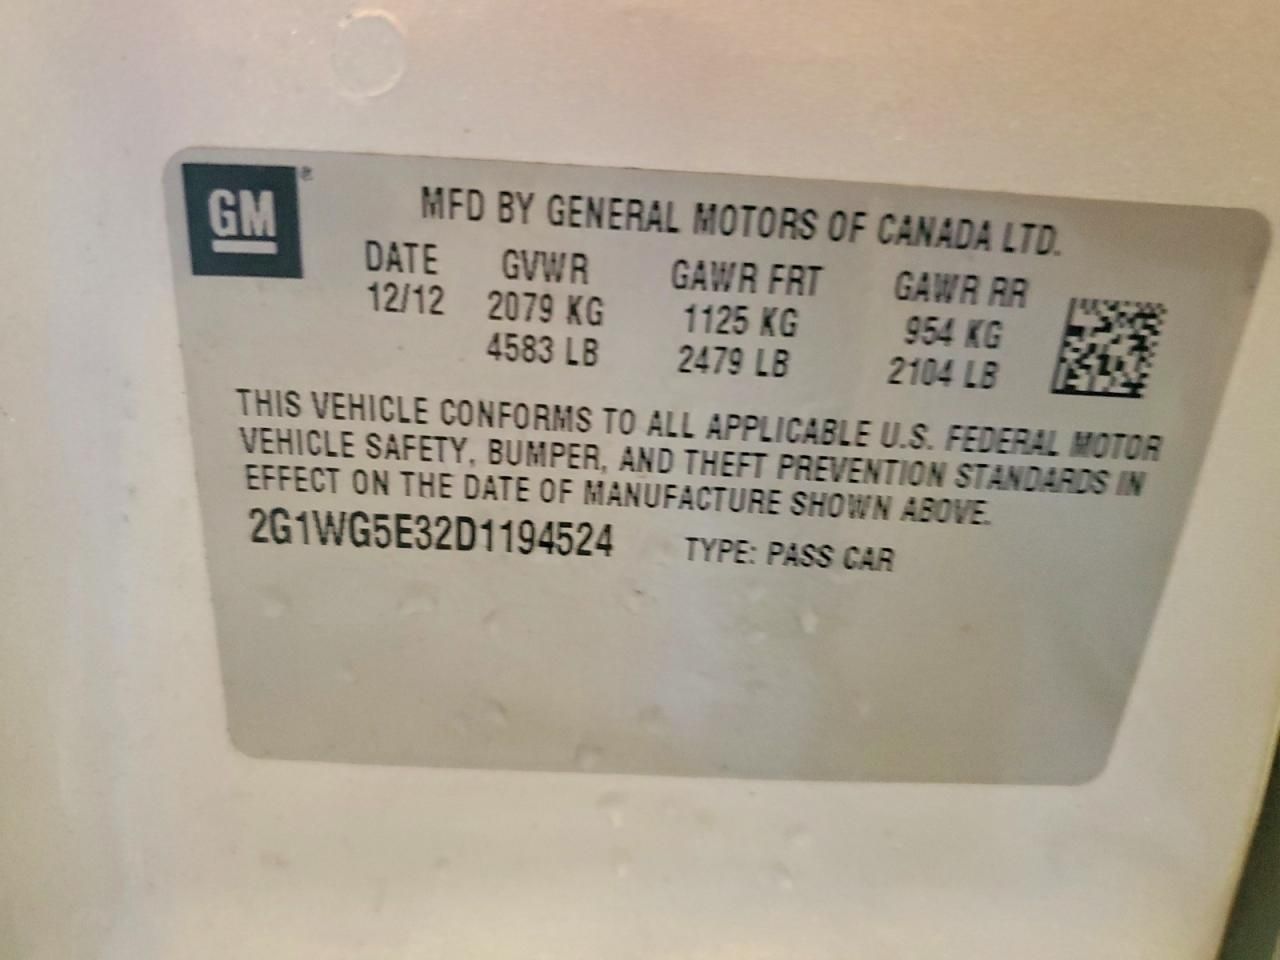 GM
MFD BY GENERAL MOTORS OF CANADA LTD.
DATE GVWR GAWR FRT GAWR RR
12/12 2079 KG 1125 KG 954 KG
4583 LB 2479 LB 2104 LB
THIS VEHICLE CONFORMS TO ALL APPLICABLE U.S. FEDERAL MOTOR
VEHICLE SAFETY, BUMPER, AND THEFT PREVENTION STANDARDS IN
EFFECT ON THE DATE OF MANUFACTURE SHOWN ABOVE.
2G1WG5E32D1194524 TYPE: PASS CAR